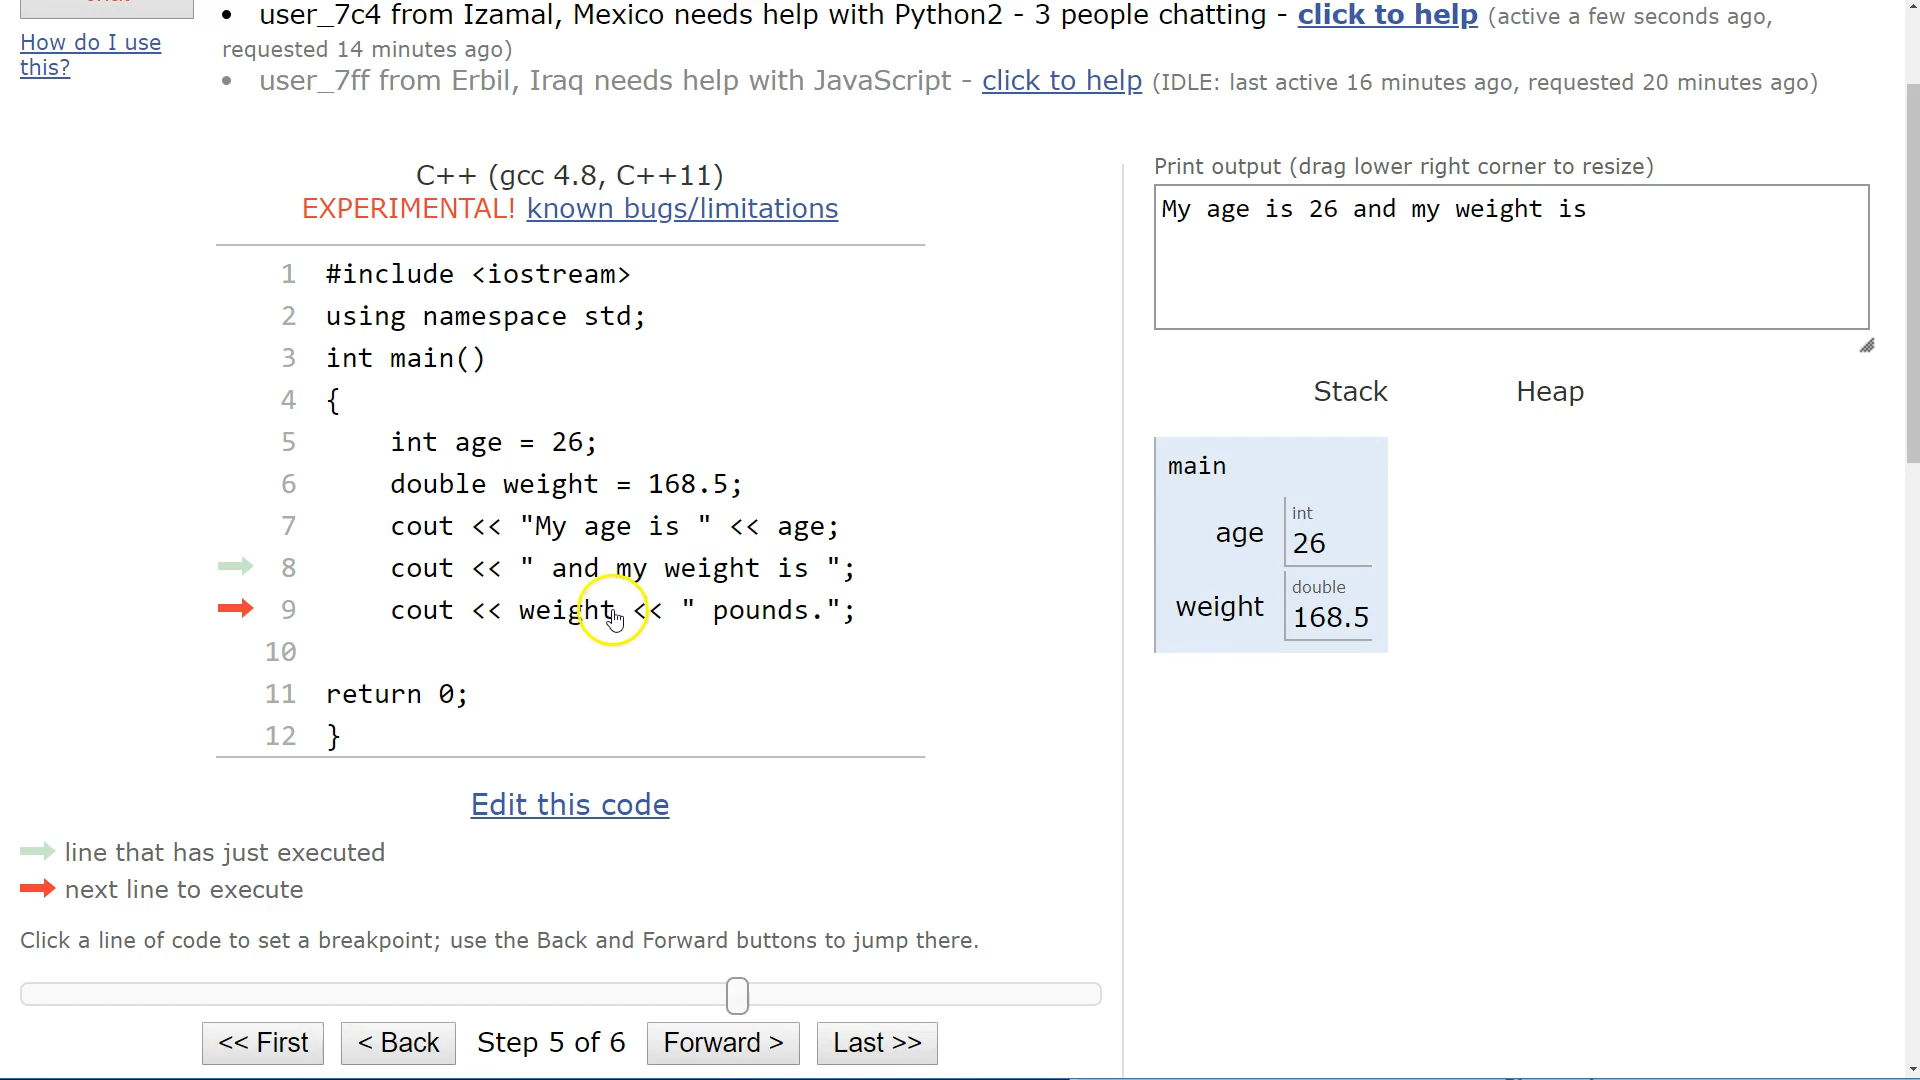 • user_7c4 from Izamal, Mexico needs help with Python2 - 3 people chatting - click to help (active a few seconds ago,
requested 14 minutes ago)
• user_7ff from Erbil, Iraq needs help with JavaScript - click to help (IDLE: last active 16 minutes ago, requested 20 minutes ago)
How do I use
this?
C++ (gcc 4.8, C++11)
EXPERIMENTAL! known bugs/limitations
1 #include <iostream>
2 using namespace std;
3 int main()
4 {
5     int age = 26;
6     double weight = 168.5;
7     cout << "My age is " << age;
8     cout << " and my weight is ";
9     cout << weight << " pounds.";
10
11 return 0;
12 }
Edit this code
line that has just executed
next line to execute
Click a line of code to set a breakpoint; use the Back and Forward buttons to jump there.
<< First
< Back
Step 5 of 6
Forward >
Last >>
Print output (drag lower right corner to resize)
My age is 26 and my weight is
Stack
Heap
main
age
int
26
weight
double
168.5